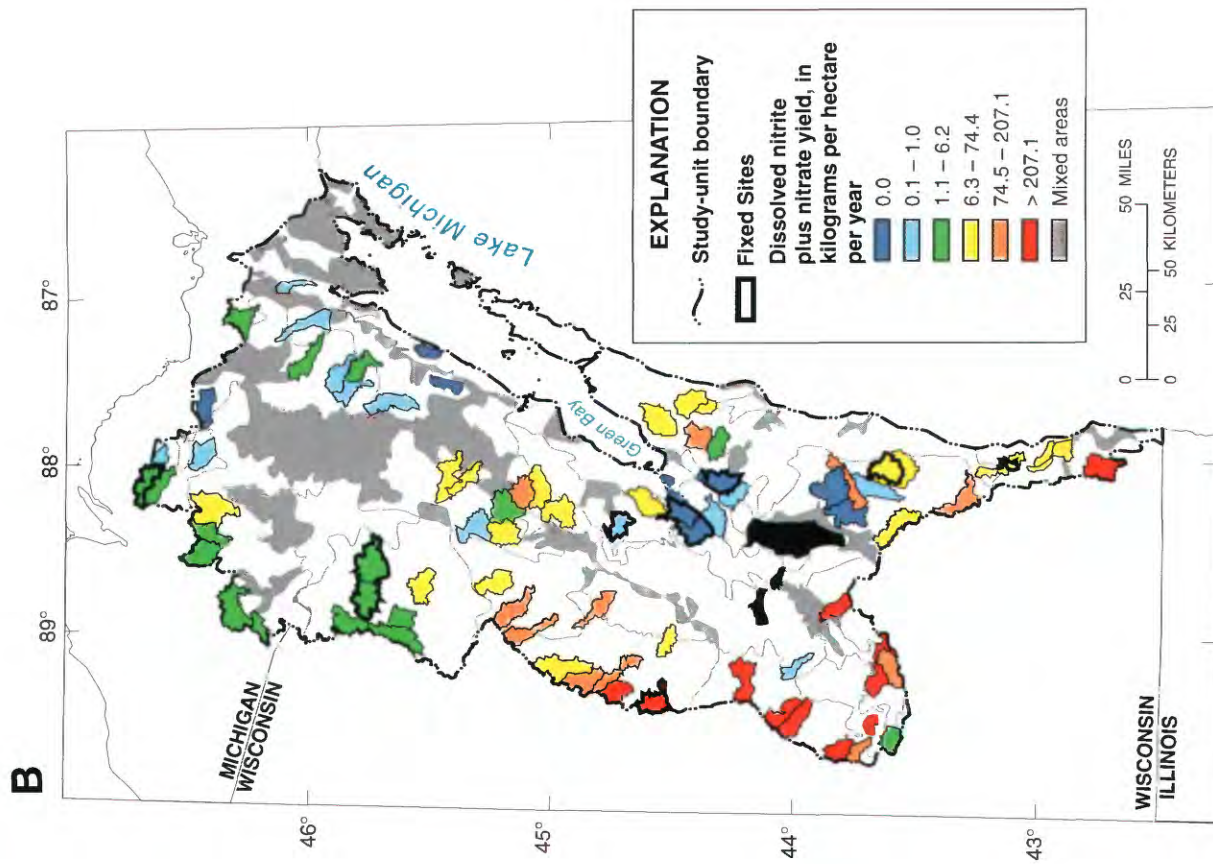 B
87°
88°
89°
46°
45°
44°
43°
MICHIGAN
WISCONSIN
Lake Michigan
Green Bay
WISCONSIN
ILLINOIS
EXPLANATION
Study-unit boundary
Fixed Sites
Dissolved nitrite
plus nitrate yield, in
kilograms per hectare
per year
0.0
0.1 – 1.0
1.1 – 6.2
6.3 – 74.4
74.5 – 207.1
> 207.1
Mixed areas
0 25 50 MILES
0 25 50 KILOMETERS